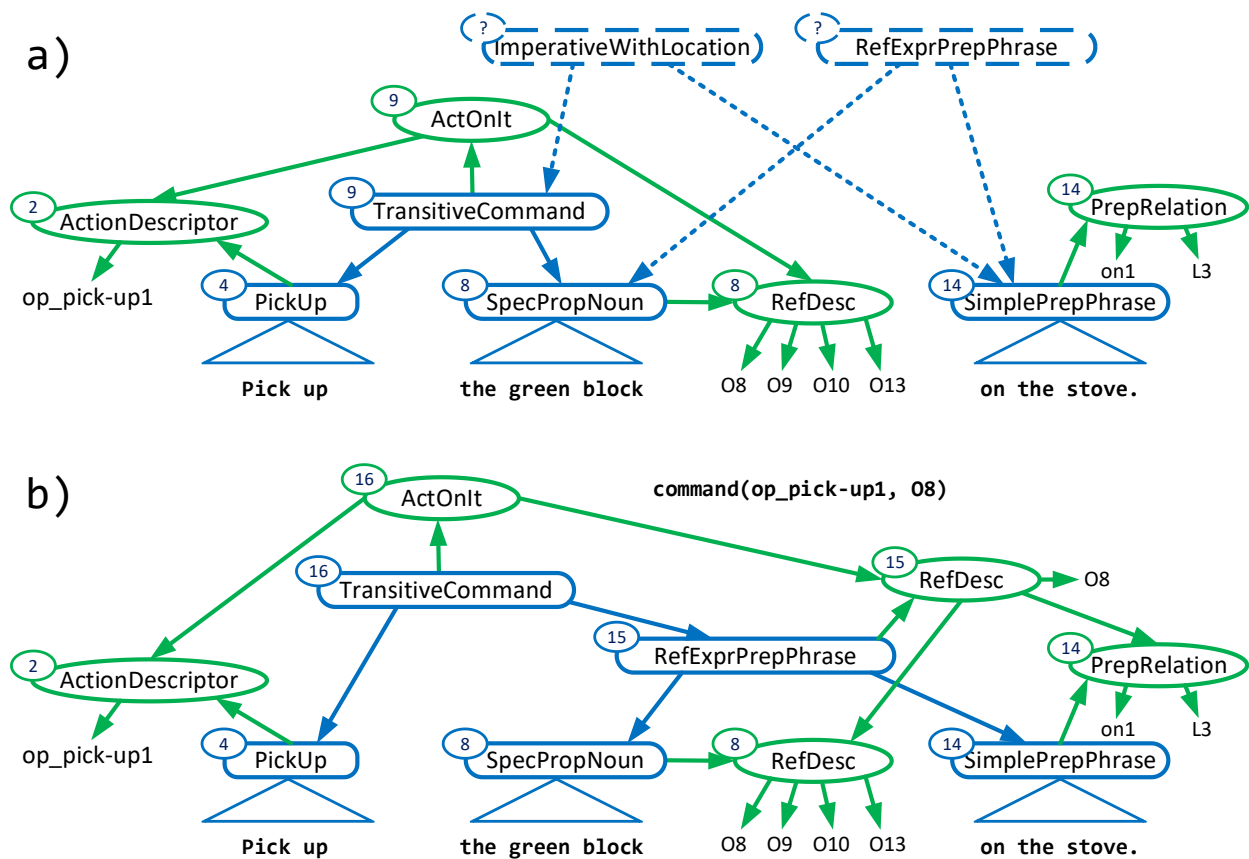 a)
? ImperativeWithLocation ? RefExprPrepPhrase
9 ActOnIt
2 ActionDescriptor 9 TransitiveCommand 14 PrepRelation
op_pick-up1 4 PickUp 8 SpecPropNoun 8 RefDesc 14 SimplePrepPhrase on1 L3
O8 O9 O10 O13
Pick up the green block on the stove.
b)
16 ActOnIt command(op_pick-up1, O8)
16 TransitiveCommand 15 RefDesc O8
2 ActionDescriptor 15 RefExprPrepPhrase 14 PrepRelation
op_pick-up1 4 PickUp 8 SpecPropNoun 8 RefDesc 14 SimplePrepPhrase on1 L3
O8 O9 O10 O13
Pick up the green block on the stove.